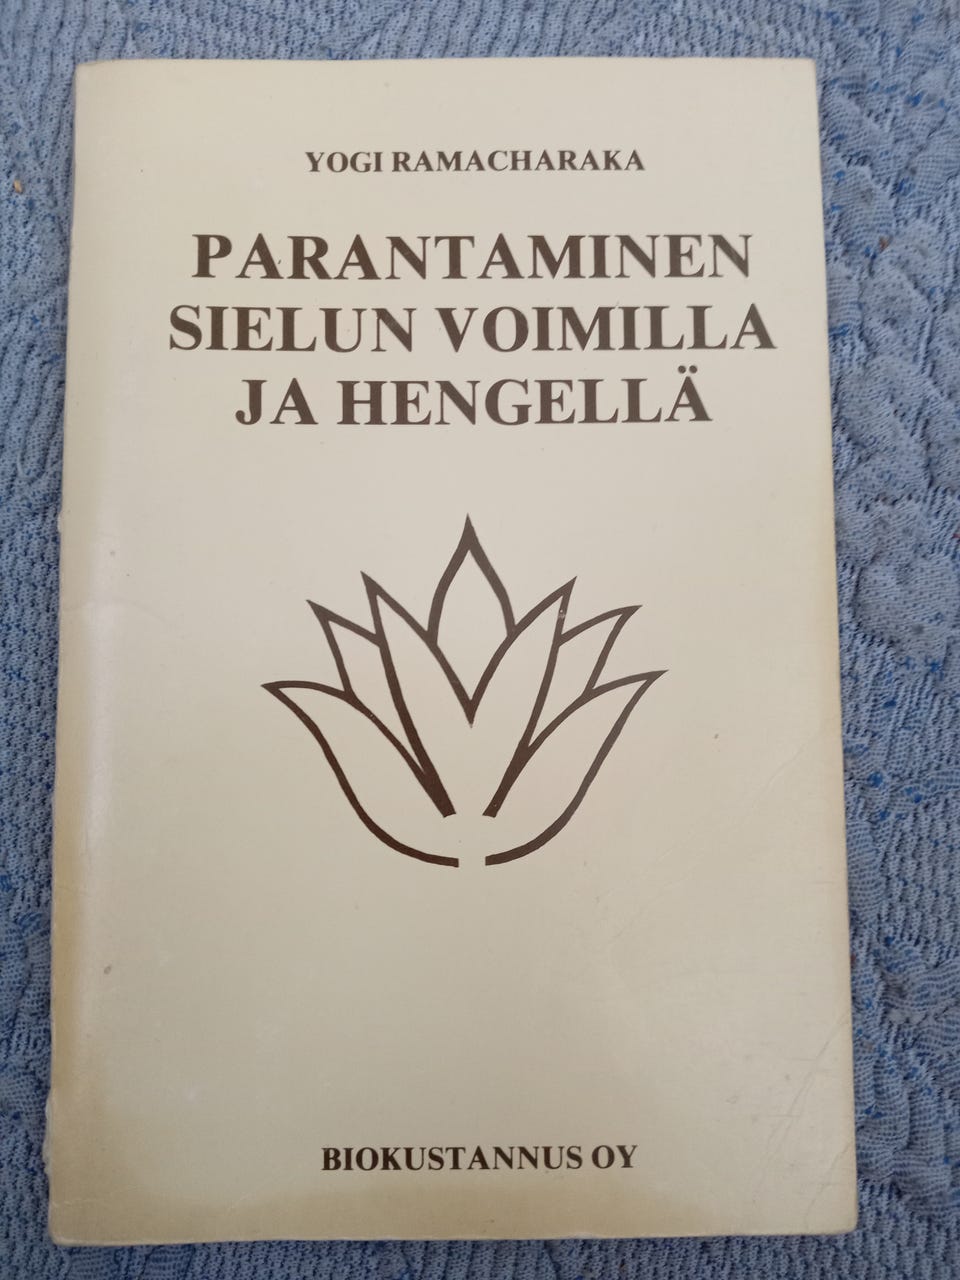 YOGI RAMACHARAKA
PARANTAMINEN
SIELUN VOIMILLA
JA HENGELLÄ
BIOKUSTANNUS OY